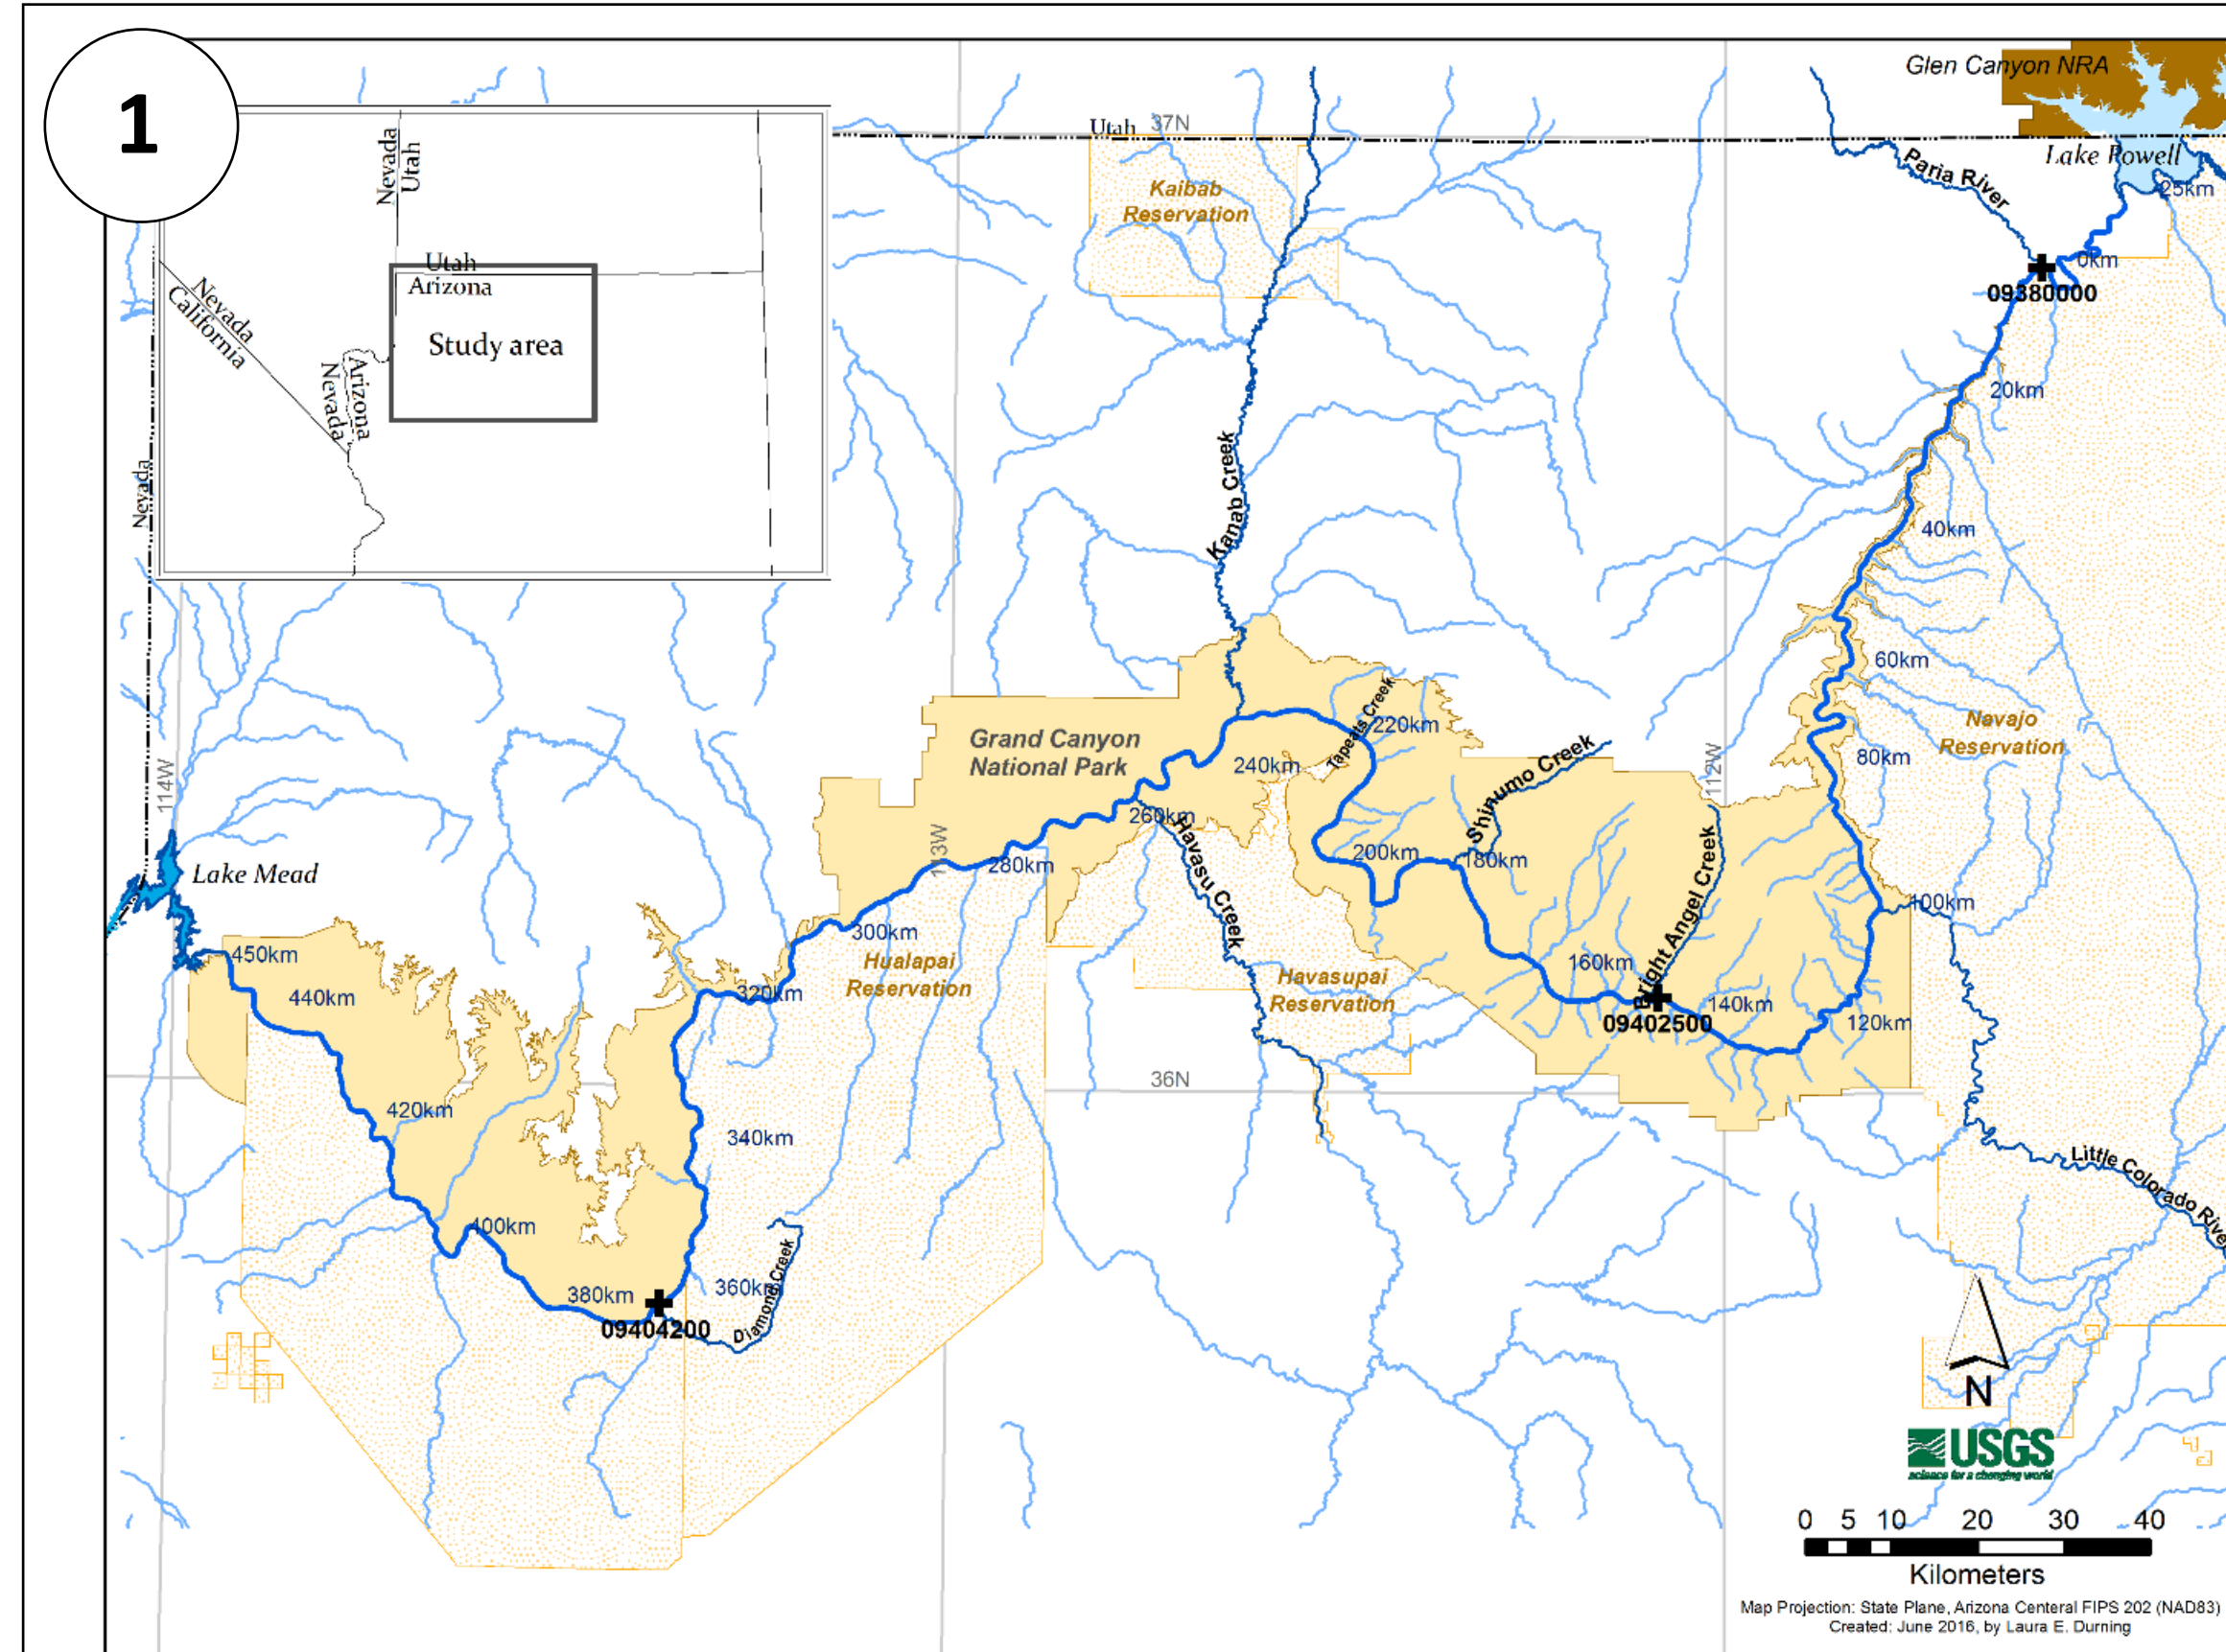 1
Glen Canyon NRA
Utah 37N
Nevada
Utah
Lake Powell
Paria River
25km
Kaibab
Reservation
Utah
Arizona
0km
09380000
Nevada
California
Study area
Arizona
Nevada
20km
Nevada
Kanab Creek
40km
60km
Tapeats Creek
220km
Navajo
Reservation
Grand Canyon
National Park
240km
Shinumo Creek
80km
114W
112W
260km
113W
280km
200km
180km
Lake Mead
Havasu Creek
Bright Angel Creek
100km
300km
450km
Hualapai
Reservation
160km
440km
320km
Havasupai
Reservation
140km
09402500
120km
36N
420km
340km
Little Colorado River
400km
360km
380km
Diamond Creek
09404200
N
USGS
science for a changing world
0 5 10 20 30 40
Kilometers
Map Projection: State Plane, Arizona Centeral FIPS 202 (NAD83)
Created: June 2016, by Laura E. Durning